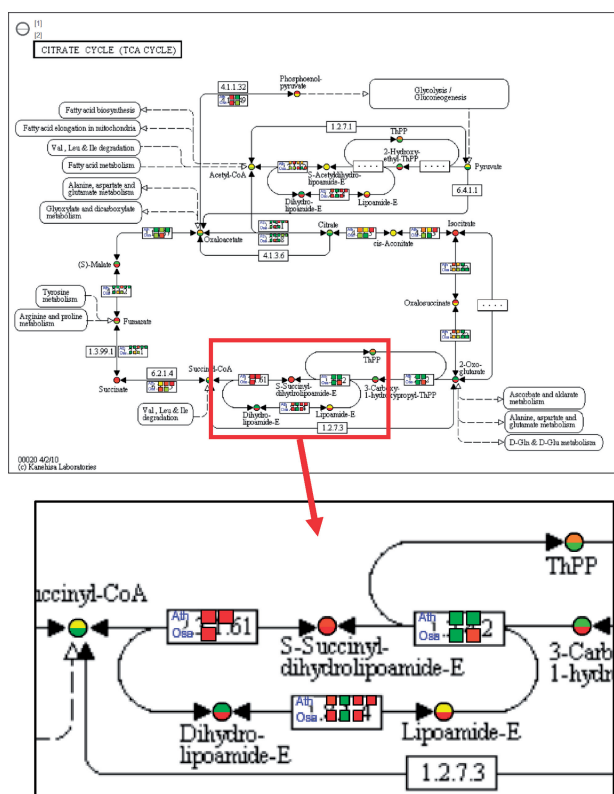 [1]
[2]
CITRATE CYCLE (TCA CYCLE)
4.1.1.32
Phosphoenol-
pyruvate
Glycolysis /
Gluconeogenesis
Fatty acid biosynthesis
Fatty acid elongation in mitochondria
Val, Leu & Ile degradation
Fatty acid metabolism
Alanine, aspartate and
glutamate metabolism
Glyoxylate and dicarboxylate
metabolism
1.2.7.1
ThPP
2-Hydroxy-
ethyl-ThPP
Pyruvate
Acetyl-CoA
S-Acetyldihydro-
lipoamide-E
Dihydro-
lipoamide-E
Lipoamide-E
6.4.1.1
Oxaloacetate
Citrate
cis-Aconitate
Isocitrate
4.1.3.6
(S)-Malate
Tyrosine
metabolism
Arginine and proline
metabolism
Fumarate
Oxalosuccinate
1.3.99.1
Succinate
6.2.1.4
Succinyl-CoA
S-Succinyl-
dihydrolipoamide-E
ThPP
3-Carboxy-
1-hydroxypropyl-ThPP
2-Oxo-
glutarate
Dihydro-
lipoamide-E
Lipoamide-E
1.2.7.3
Val, Leu & Ile
degradation
Ascorbate and aldarate
metabolism
Alanine, aspartate and
glutamate metabolism
D-Gln & D-Glu metabolism
00020 4/2/10
(c) Kanehisa Laboratories
ThPP
uccinyl-CoA
Ath
Osa
.61
S-Succinyl-
dihydrolipoamide-E
Ath
Osa
2
3-Carb
1-hydr
Dihydro-
lipoamide-E
Ath
Osa
4
Lipoamide-E
1.2.7.3